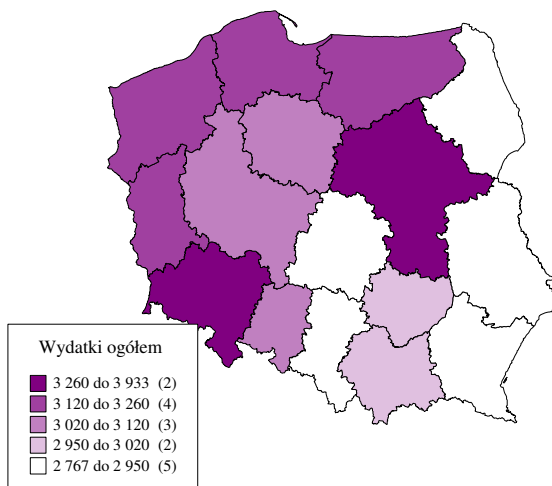 Wydatki ogółem
3 260 do 3 933 (2)
3 120 do 3 260 (4)
3 020 do 3 120 (3)
2 950 do 3 020 (2)
2 767 do 2 950 (5)